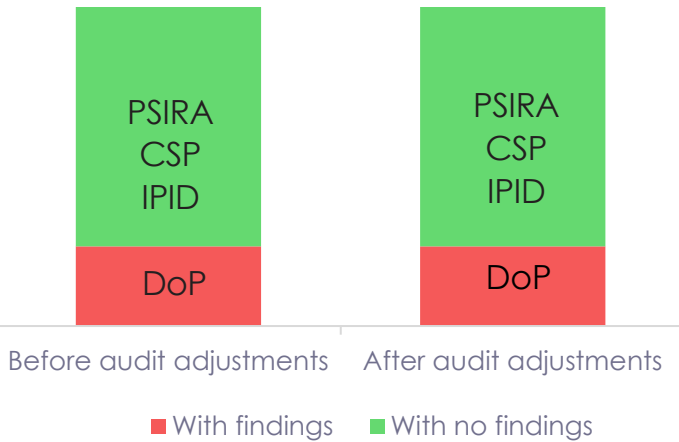 PSIRA
CSP
IPID
DoP
PSIRA
CSP
IPID
DoP
Before audit adjustments
After audit adjustments
With findings
With no findings